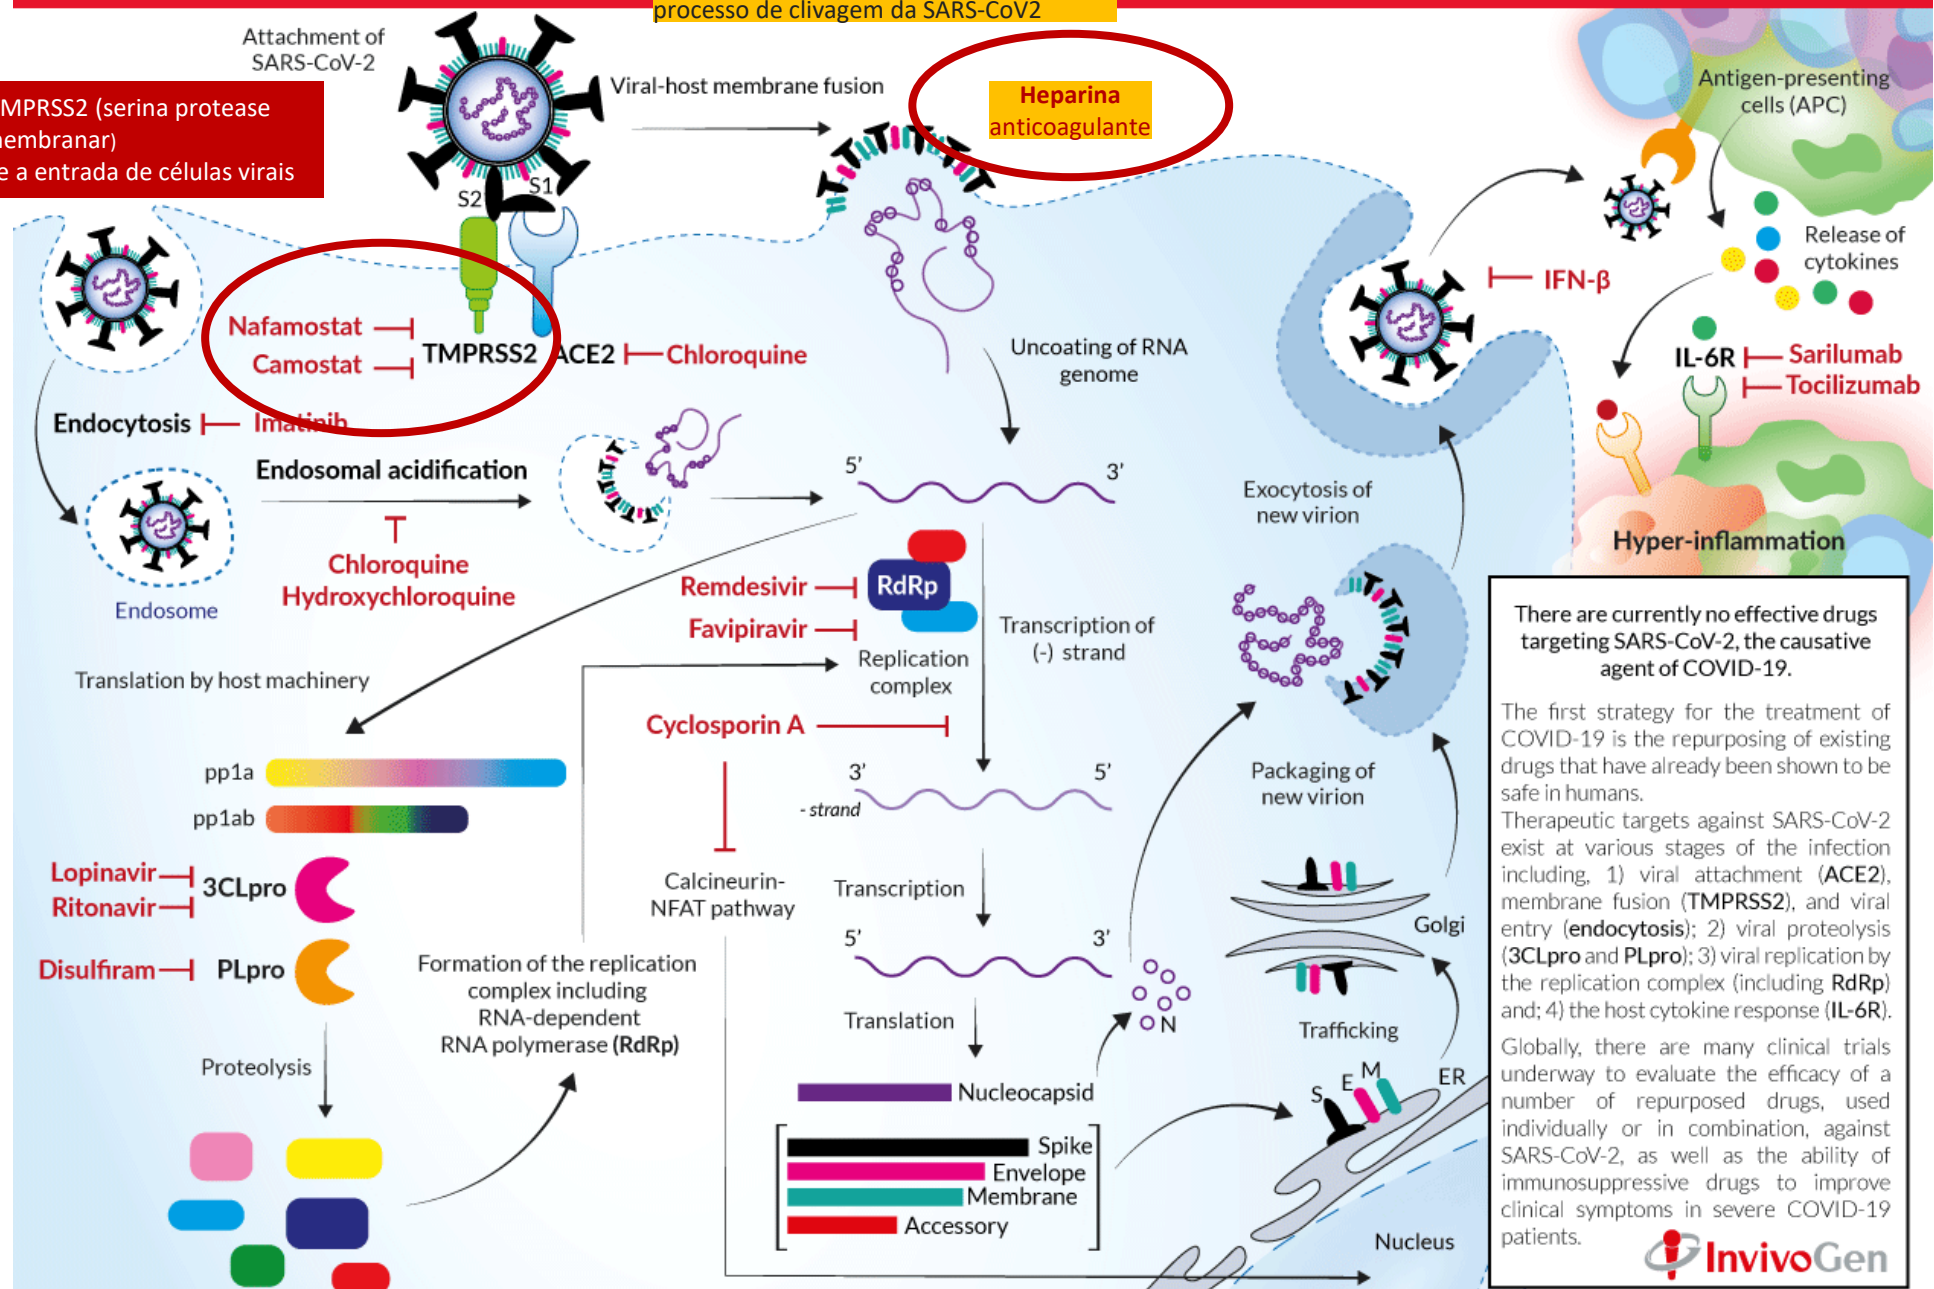 processo de clivagem da SARS-CoV2
Attachment of
SARS-CoV-2
Viral-host membrane fusion
Heparina
anticoagulante
Antigen-presenting
cells (APC)
MPRSS2 (serina protease
membranar)
e a entrada de células virais
S2
S1
Release of
cytokines
IFN-β
Nafamostat
Camostat
TMPRSS2
ACE2
Chloroquine
Uncoating of RNA
genome
IL-6R
Sarilumab
Tocilizumab
Endocytosis
Imatinib
Endosomal acidification
5’
3’
Exocytosis of
new virion
Hyper-inflammation
Chloroquine
Hydroxychloroquine
Endosome
Remdesivir
RdRp
Favipiravir
Transcription of
(-) strand
Replication
complex
Translation by host machinery
Cyclosporin A
3’
5’
- strand
Packaging of
new virion
pp1a
pp1ab
Lopinavir
Ritonavir
3CLpro
Calcineurin-
NFAT pathway
Transcription
Disulfiram
PLpro
5’
3’
Golgi
Formation of the replication
complex including
RNA-dependent
RNA polymerase (RdRp)
N
Translation
Trafficking
Proteolysis
Nucleocapsid
S
E
M
ER
Spike
Envelope
Membrane
Accessory
Nucleus
There are currently no effective drugs
targeting SARS-CoV-2, the causative
agent of COVID-19.
The first strategy for the treatment of
COVID-19 is the repurposing of existing
drugs that have already been shown to be
safe in humans.
Therapeutic targets against SARS-CoV-2
exist at various stages of the infection
including, 1) viral attachment (ACE2),
membrane fusion (TMPRSS2), and viral
entry (endocytosis); 2) viral proteolysis
(3CLpro and PLpro); 3) viral replication by
the replication complex (including RdRp)
and; 4) the host cytokine response (IL-6R).
Globally, there are many clinical trials
underway to evaluate the efficacy of a
number of repurposed drugs, used
individually or in combination, against
SARS-CoV-2, as well as the ability of
immunosuppressive drugs to improve
clinical symptoms in severe COVID-19
patients.
InvivoGen